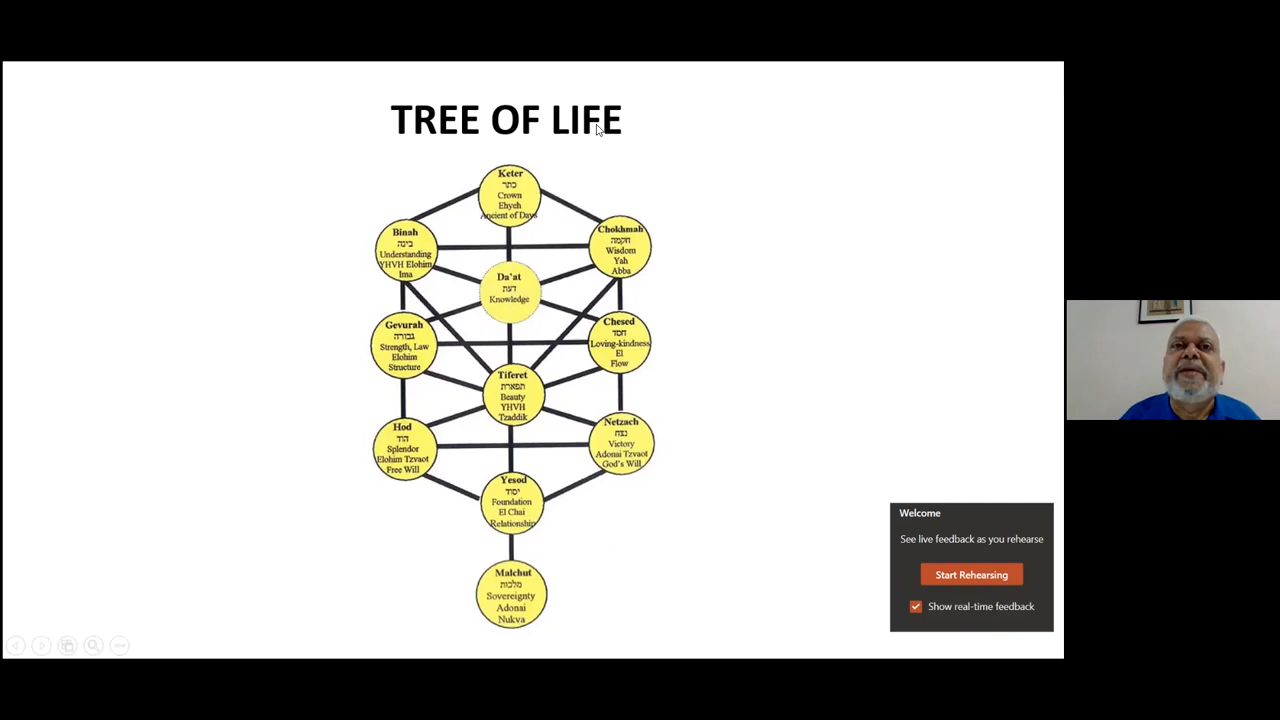 TREE OF LIFE
Keter
כתר
Crown
Ehyeh
Ancient of Days
Binah
בינה
Understanding
YHVH Elohim
Ima
Chokhmah
חקמה
Wisdom
Yah
Abba
Da'at
דעת
Knowledge
Gevurah
גבורה
Strength, Law
Elohim
Structure
Chesed
חסד
Loving-kindness
El
Flow
Tiferet
תפארת
Beauty
YHVH
Tzaddik
Hod
הוד
Splendor
Elohim Tzvaot
Free Will
Netzach
נצח
Victory
Adonai Tzvaot
God's Will
Yesod
יסוד
Foundation
El Chai
Relationship
Malchut
מלכות
Sovereignty
Adonai
Nukva
Welcome
See live feedback as you rehearse
Start Rehearsing
Show real-time feedback